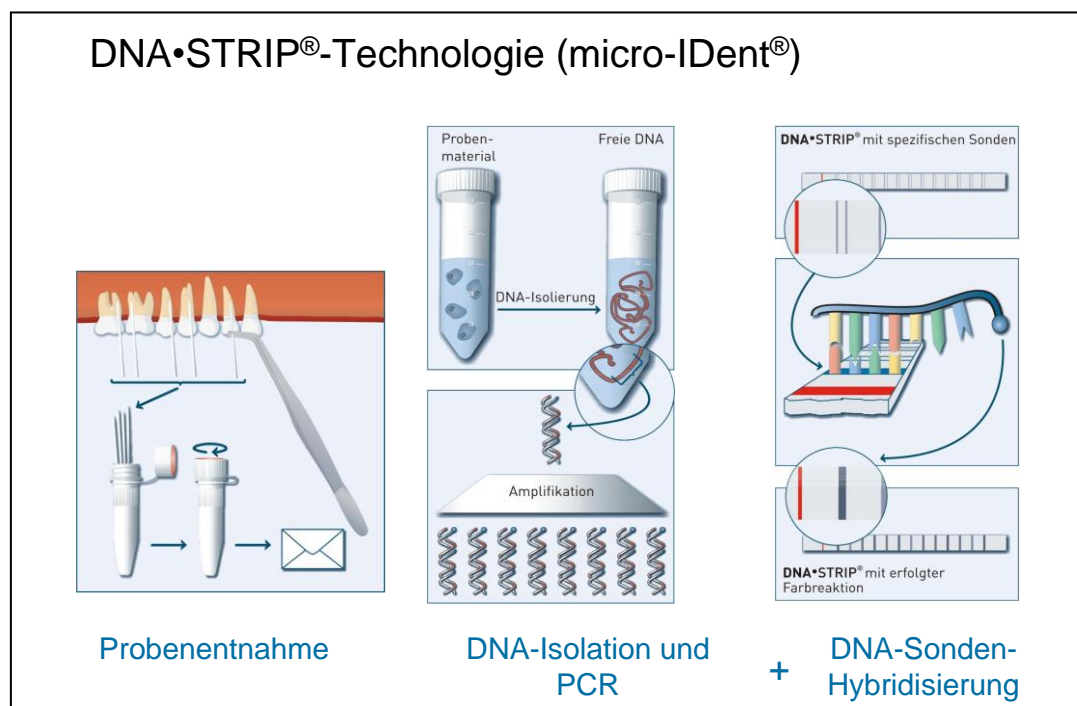 DNA•STRIP®-Technologie (micro-IDent®)
Proben-
material
Freie DNA
DNA-Isolierung
Amplifikation
DNA•STRIP® mit spezifischen Sonden
DNA•STRIP® mit erfolgter
Farbreaktion
Probenentnahme
DNA-Isolation und
PCR
+
DNA-Sonden-
Hybridisierung